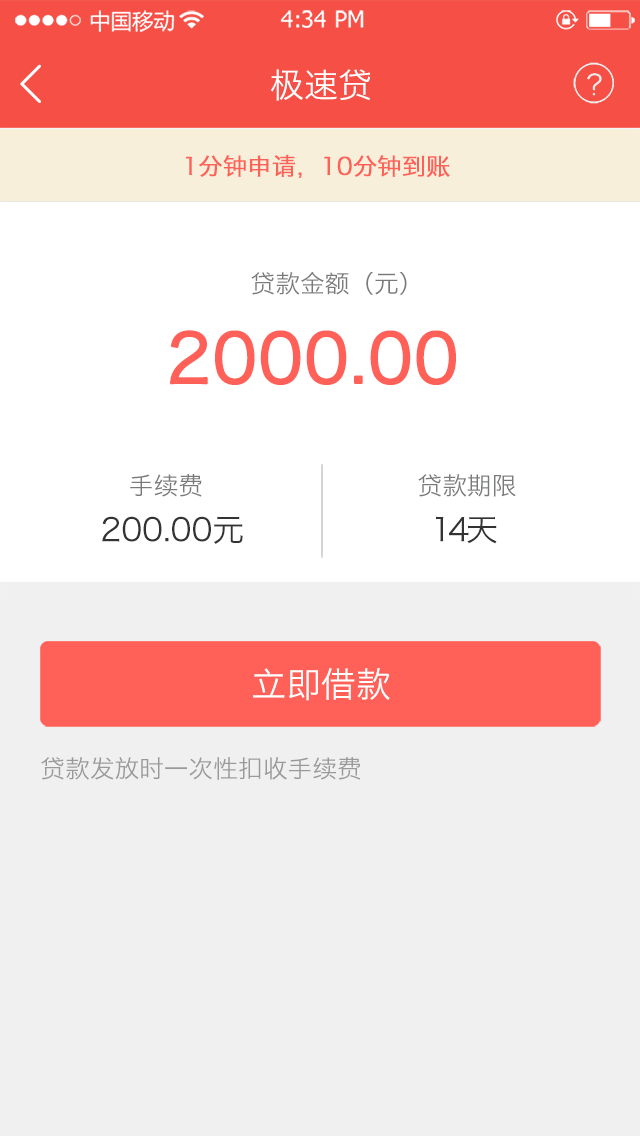 中国移动 4:34 PM
极速贷 ?
1分钟申请，10分钟到账
贷款金额（元）
2000.00
手续费 贷款期限
200.00元 14天
立即借款
贷款发放时一次性扣收手续费